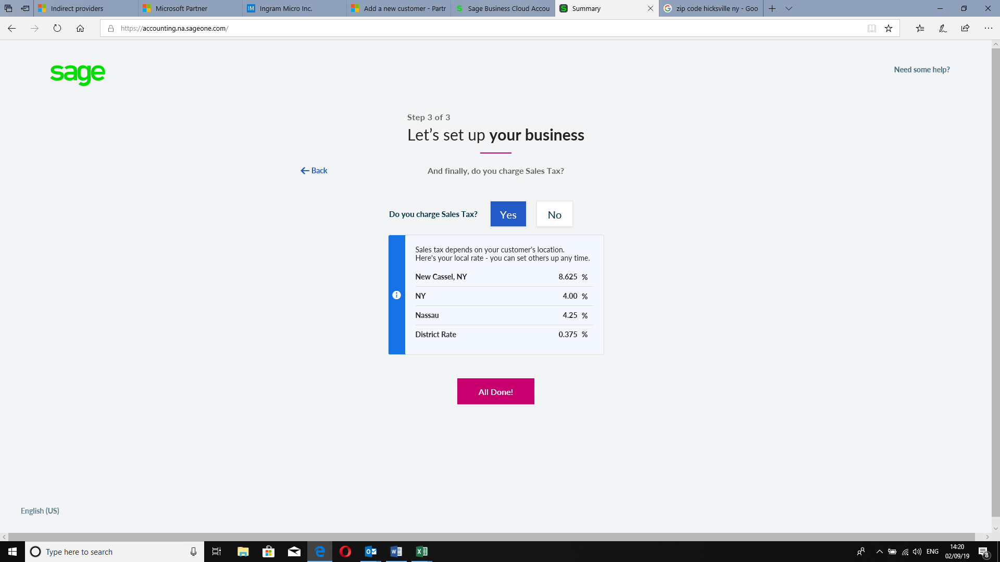 Indirect providers
Microsoft Partner
IM Ingram Micro Inc.
Add a new customer - Partr
S Sage Business Cloud Accou
S Summary
G zip code hicksville ny - Goo
https://accounting.na.sageone.com/
sage
Need some help?
Step 3 of 3
Let's set up your business
Back
And finally, do you charge Sales Tax?
Do you charge Sales Tax? Yes No
Sales tax depends on your customer's location.
Here's your local rate - you can set others up any time.
New Cassel, NY 8.625 %
NY 4.00 %
Nassau 4.25 %
District Rate 0.375 %
All Done!
English (US)
Type here to search
ENG
14:20
02/09/19
8